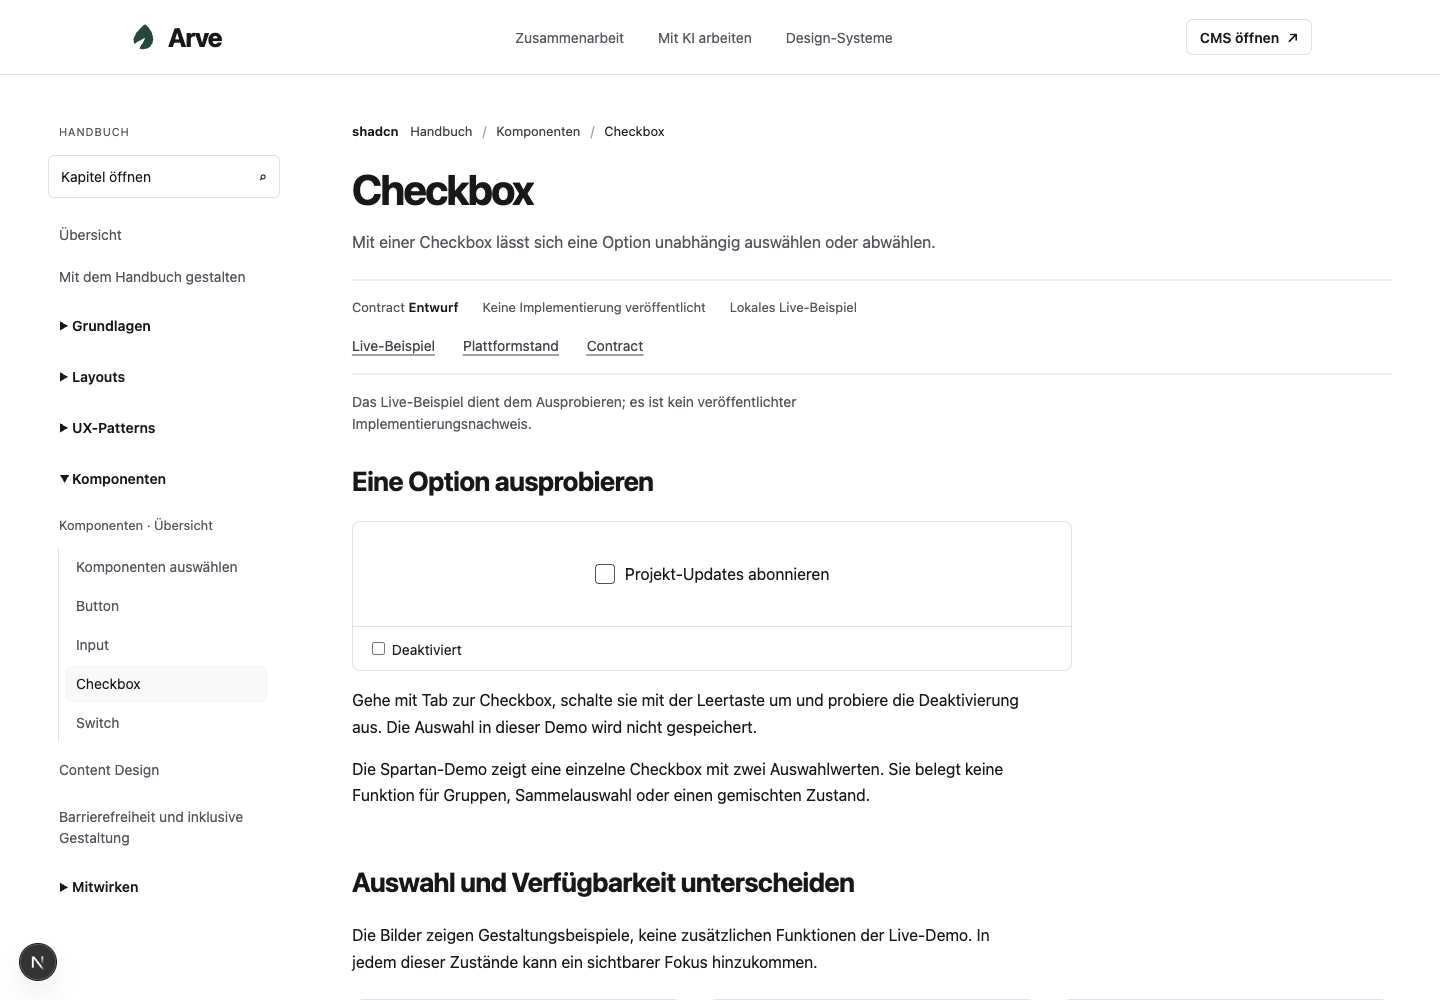 Arve
Zusammenarbeit
Mit KI arbeiten
Design-Systeme
CMS öffnen
HANDBUCH
Kapitel öffnen
Übersicht
Mit dem Handbuch gestalten
Grundlagen
Layouts
UX-Patterns
Komponenten
Komponenten · Übersicht
Komponenten auswählen
Button
Input
Checkbox
Switch
Content Design
Barrierefreiheit und inklusive
Gestaltung
Mitwirken
shadcn Handbuch / Komponenten / Checkbox
Checkbox
Mit einer Checkbox lässt sich eine Option unabhängig auswählen oder abwählen.
Contract Entwurf Keine Implementierung veröffentlicht Lokales Live-Beispiel
Live-Beispiel Plattformstand Contract
Das Live-Beispiel dient dem Ausprobieren; es ist kein veröffentlichter
Implementierungsnachweis.
Eine Option ausprobieren
Projekt-Updates abonnieren
Deaktiviert
Gehe mit Tab zur Checkbox, schalte sie mit der Leertaste um und probiere die Deaktivierung
aus. Die Auswahl in dieser Demo wird nicht gespeichert.
Die Spartan-Demo zeigt eine einzelne Checkbox mit zwei Auswahlwerten. Sie belegt keine
Funktion für Gruppen, Sammelauswahl oder einen gemischten Zustand.
Auswahl und Verfügbarkeit unterscheiden
Die Bilder zeigen Gestaltungsbeispiele, keine zusätzlichen Funktionen der Live-Demo. In
jedem dieser Zustände kann ein sichtbarer Fokus hinzukommen.
N